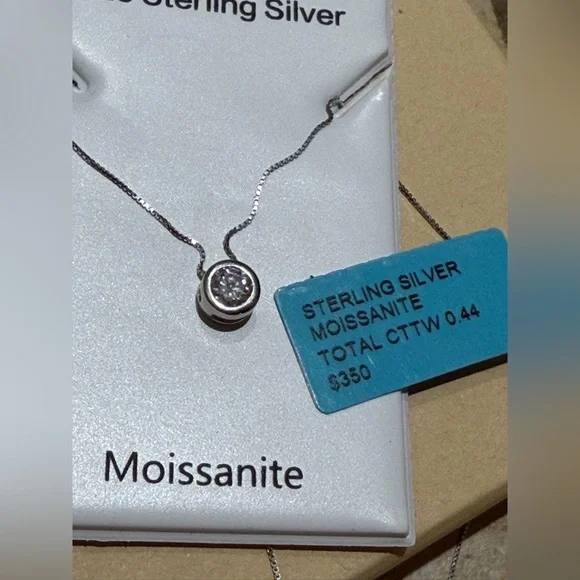 Sterling Silver
STERLING SILVER
MOISSANITE
TOTAL CTTW 0.44
$350
Moissanite